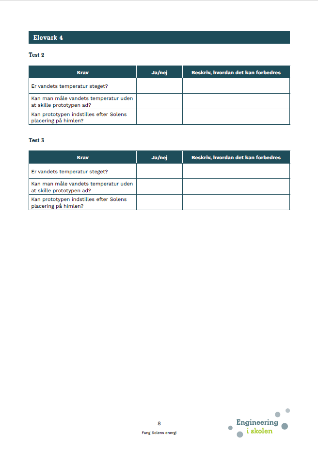 Elevark 4
Test 2
Krav Ja/nej Beskriv, hvordan det kan forbedres
Er vandets temperatur steget?
Kan man måle vandets temperatur uden
at skille prototypen ad?
Kan prototypen indstilles efter Solens
placering på himlen?
Test 3
Krav Ja/nej Beskriv, hvordan det kan forbedres
Er vandets temperatur steget?
Kan man måle vandets temperatur uden
at skille prototypen ad?
Kan prototypen indstilles efter Solens
placering på himlen?
8
Fang Solens energi
Engineering
i skolen